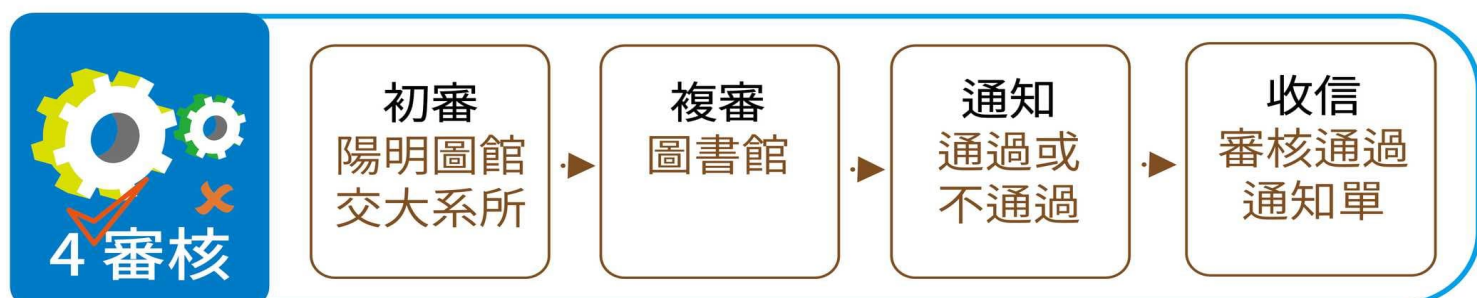 4 審核
初審
陽明圖館
交大系所
複審
圖書館
通知
通過或
不通過
收信
審核通過
通知單